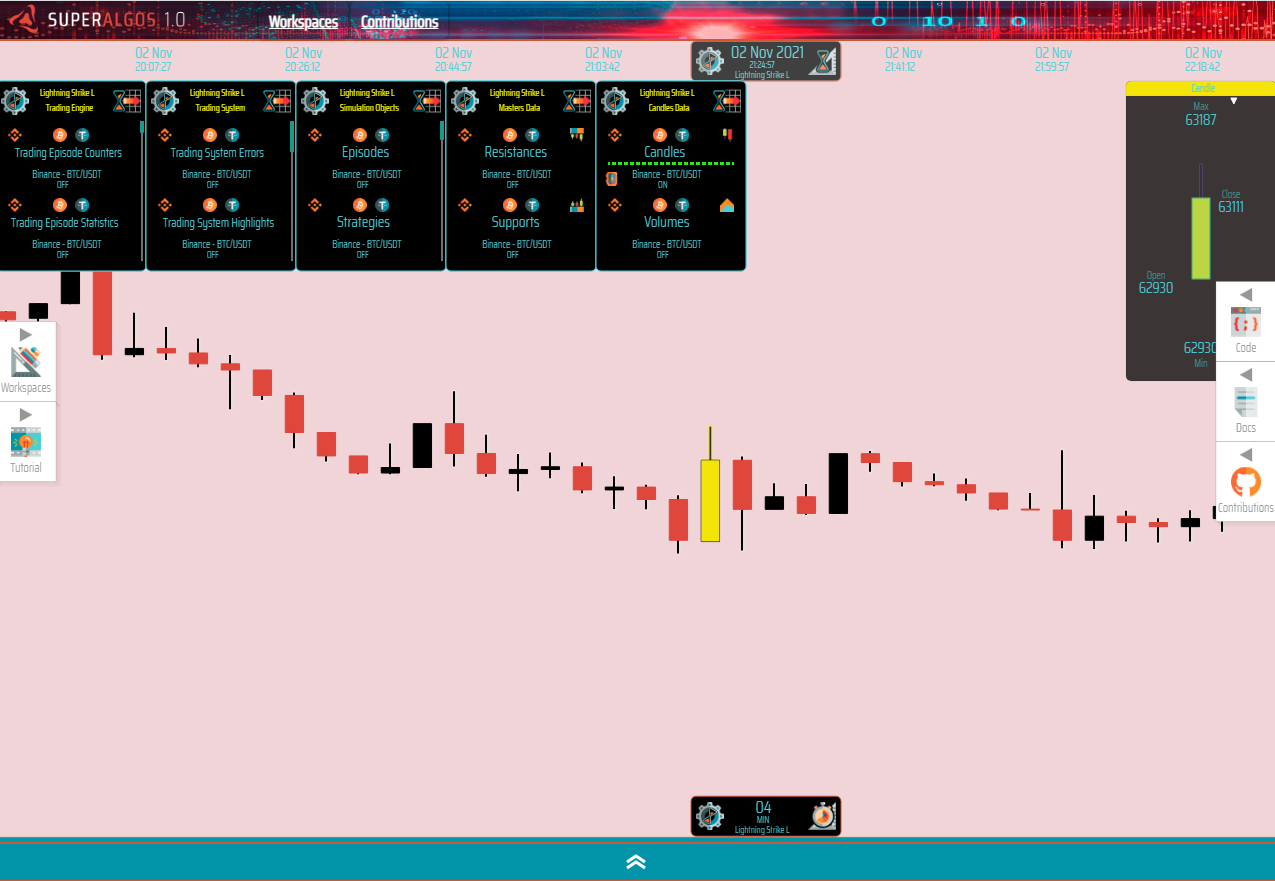 SUPERALGOS 1.0
Workspaces Contributions
0 10 1 0
02 Nov 02 Nov 02 Nov 02 Nov 02 Nov 2021 02 Nov 02 Nov 02 Nov
20:07:27 20:26:12 20:44:57 21:03:42 21:24:57 21:41:12 21:59:57 22:18:42
Lightning Strike L
Lightning Strike L
Trading Engine
Trading Episode Counters
Binance - BTC/USDT
OFF
Trading Episode Statistics
Binance - BTC/USDT
OFF
Lightning Strike L
Trading System
Trading System Errors
Binance - BTC/USDT
OFF
Trading System Highlights
Binance - BTC/USDT
OFF
Lightning Strike L
Simulation Objects
Episodes
Binance - BTC/USDT
OFF
Strategies
Binance - BTC/USDT
OFF
Lightning Strike L
Masters Data
Resistances
Binance - BTC/USDT
OFF
Supports
Binance - BTC/USDT
OFF
Lightning Strike L
Candles Data
Candles
Binance - BTC/USDT
ON
Volumes
Binance - BTC/USDT
OFF
Candle
Max
63187
Close
63111
Open
62930
62930
Min
Workspaces
Tutorial
Code
Docs
Contributions
04
MIN
Lightning Strike L